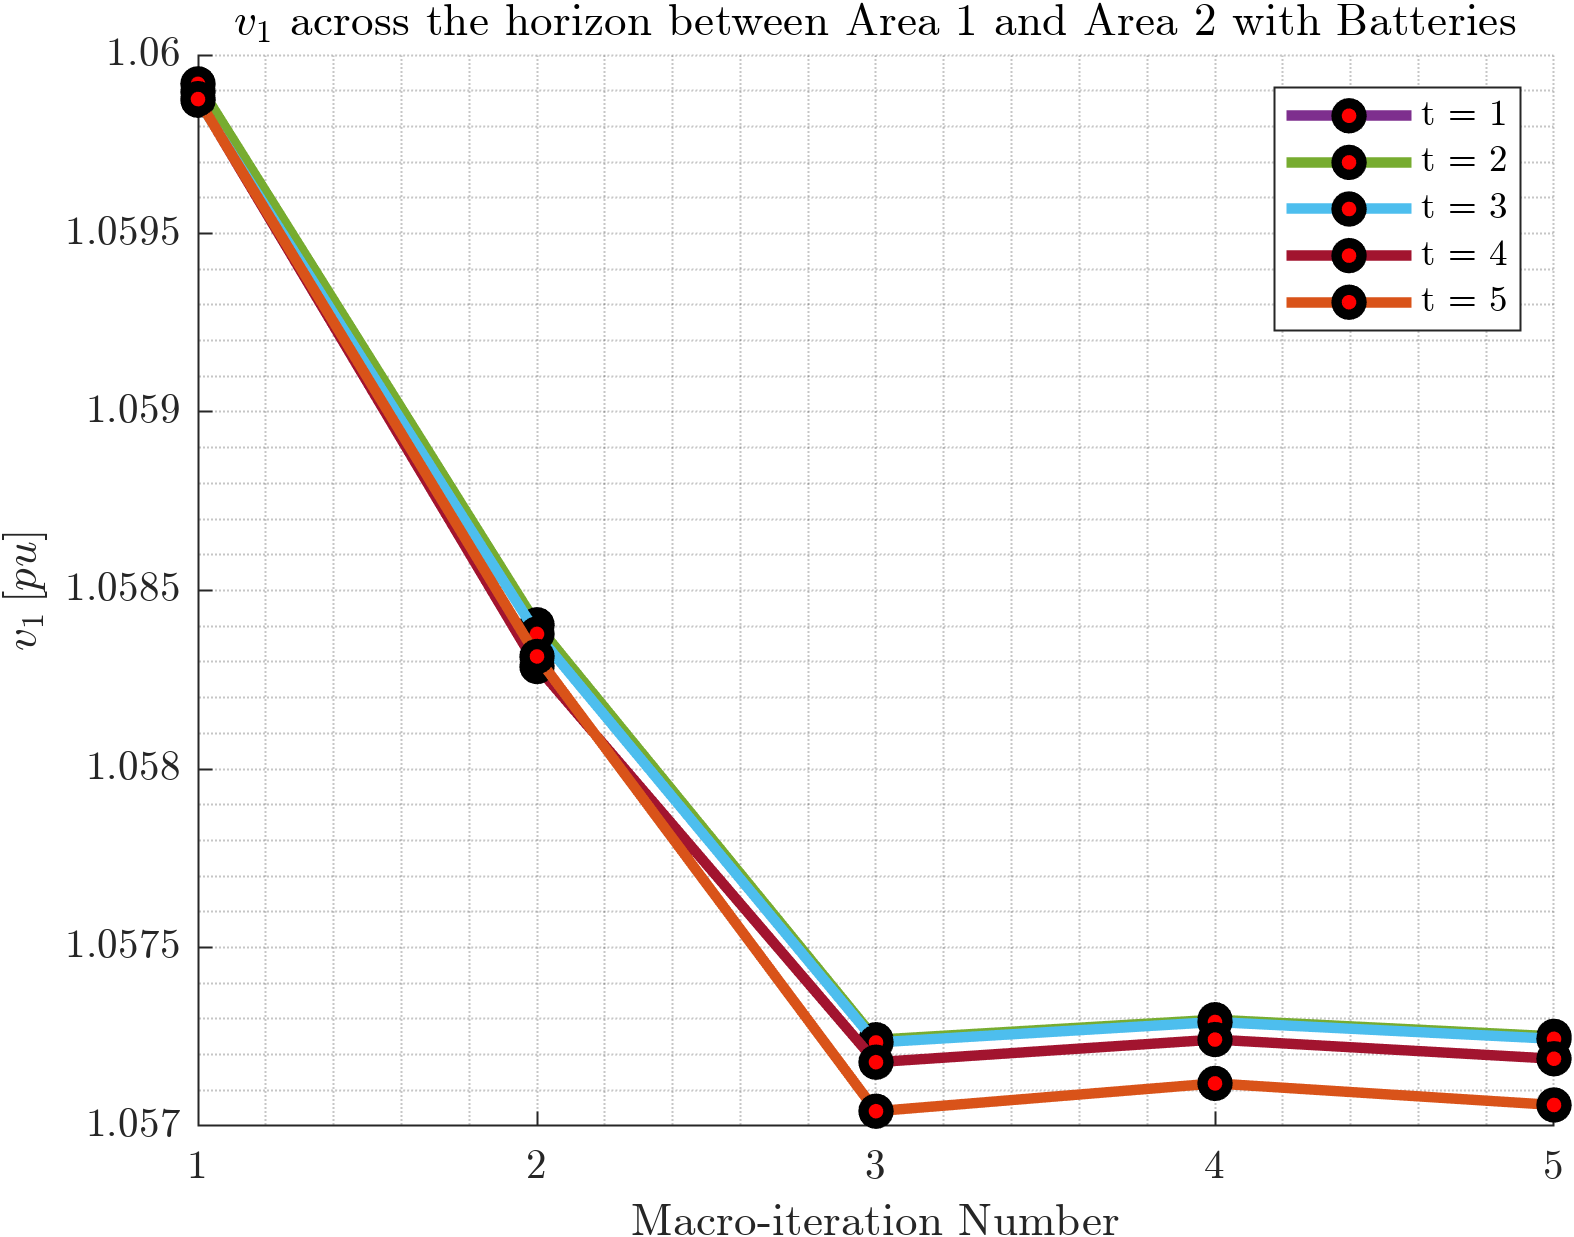 v₁ across the horizon between Area 1 and Area 2 with Batteries
1.06
1.0595
1.059
1.0585
1.058
1.0575
1.057
v₁ [pu]
t = 1
t = 2
t = 3
t = 4
t = 5
1 2 3 4 5
Macro-iteration Number